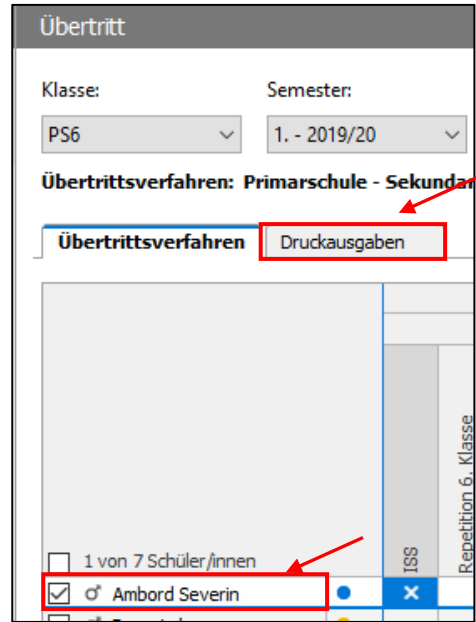 Übertritt
Klasse:
Semester:
PS6
1. - 2019/20
Übertrittsverfahren: Primarschule - Sekundar
Übertrittsverfahren
Druckausgaben
ISS
Repetition 6. Klasse
1 von 7 Schüler/innen
Ambord Severin